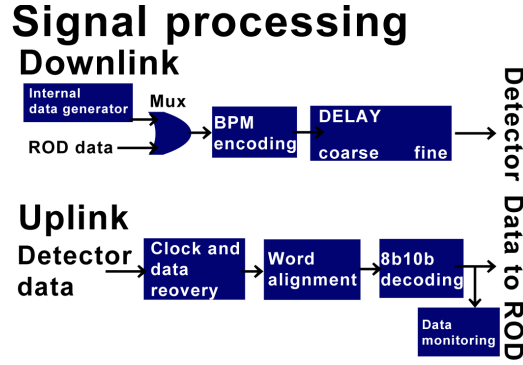 Signal processing
Downlink
Internal
data generator
Mux
ROD data
BPM
encoding
DELAY
coarse fine
Detector
Uplink
Detector
data
Clock and
data
reovery
Word
alignment
8b10b
decoding
Data
monitoring
Data to ROD